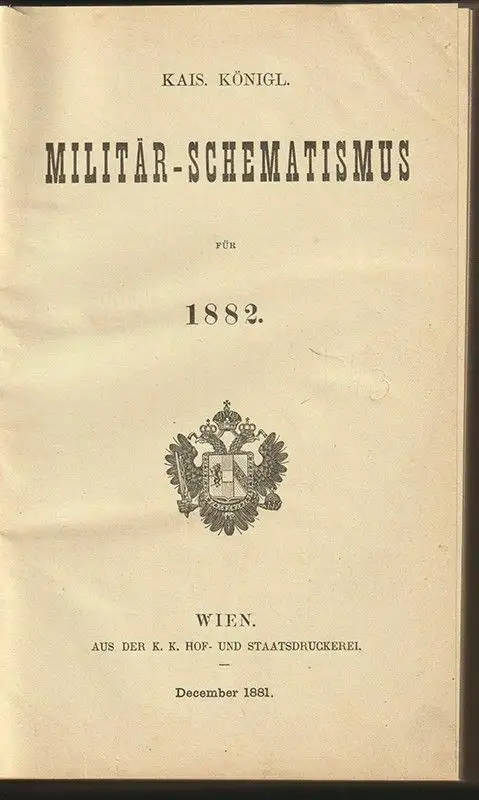 KAIS. KÖNIGL.
MILITÄR-SCHEMATISMUS
FÜR
1882.
WIEN.
AUS DER K. K. HOF- UND STAATSDRUCKEREI.
December 1881.